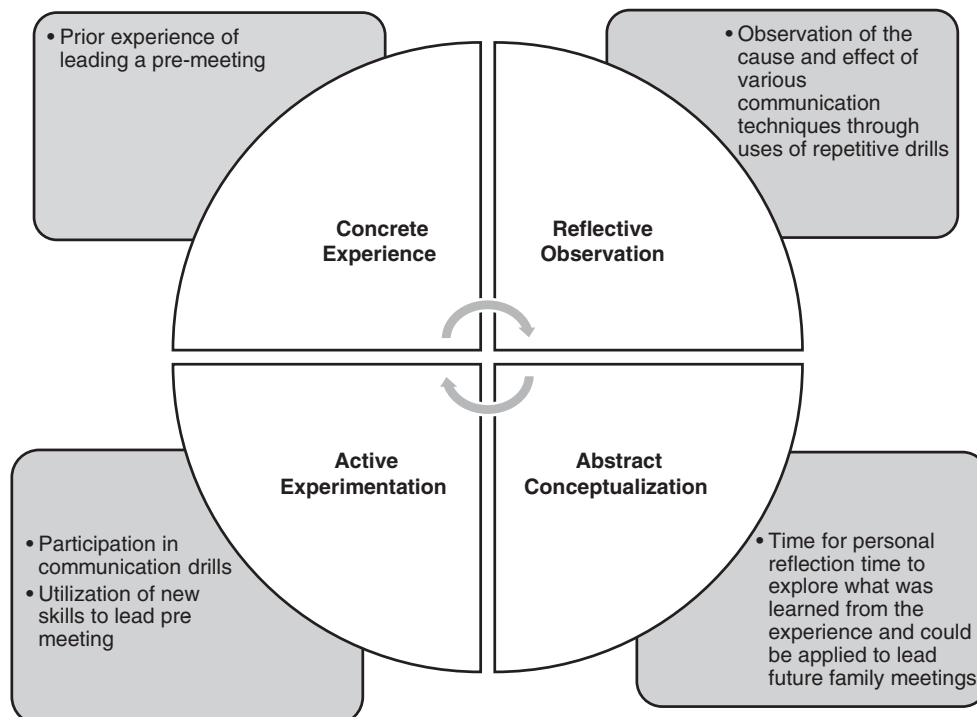 • Prior experience of
leading a pre-meeting
• Observation of the
cause and effect of
various
communication
techniques through
uses of repetitive drills
Concrete
Experience
Reflective
Observation
Active
Experimentation
Abstract
Conceptualization
• Participation in
communication drills
• Utilization of new
skills to lead pre
meeting
• Time for personal
reflection time to
explore what was
learned from the
experience and could
be applied to lead
future family meetings